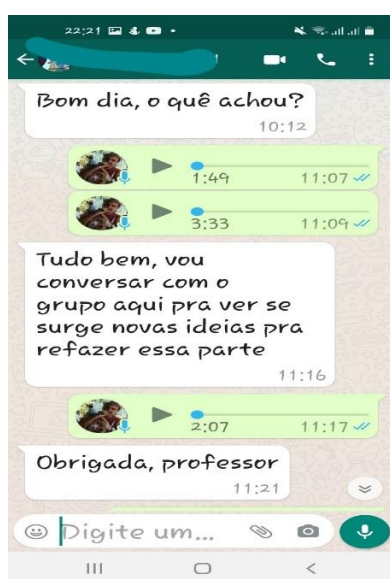 22:21
Bom dia, o quê achou?
10:12
1:49 11:07
3:33 11:09
Tudo bem, vou
conversar com o
grupo aqui pra ver se
surge novas ideias pra
refazer essa parte
11:16
2:07 11:17
Obrigada, professor
11:21
Digite um...